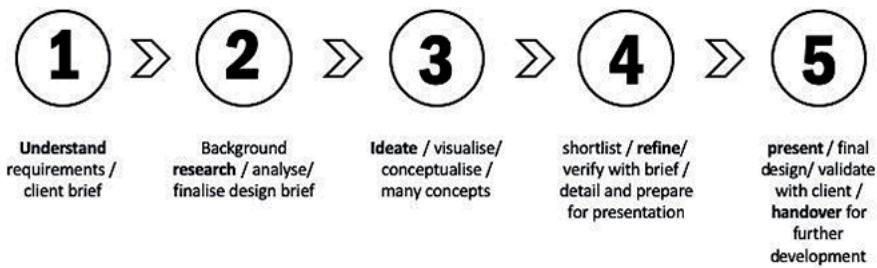 1
2
3
4
5
Understand
requirements /
client brief
Background
research / analyse/
finalise design brief
Ideate / visualise/
conceptualise /
many concepts
shortlist / refine/
verify with brief /
detail and prepare
for presentation
present / final
design/ validate
with client /
handover for
further
development